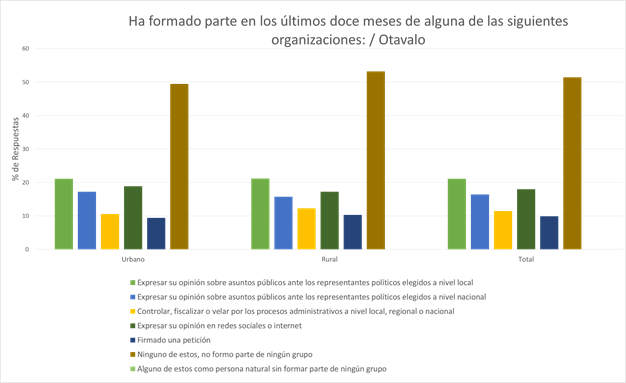 Ha formado parte en los últimos doce meses de alguna de las siguientes
organizaciones: / Otavalo
60
50
40
30
20
10
0
% de Respuestas
Urbano
Rural
Total
Expresar su opinión sobre asuntos públicos ante los representantes políticos elegidos a nivel local
Expresar su opinión sobre asuntos públicos ante los representantes políticos elegidos a nivel nacional
Controlar, fiscalizar o velar por los procesos administrativos a nivel local, regional o nacional
Expresar su opinión en redes sociales o internet
Firmado una petición
Ninguno de estos, no formo parte de ningún grupo
Alguno de estos como persona natural sin formar parte de ningún grupo